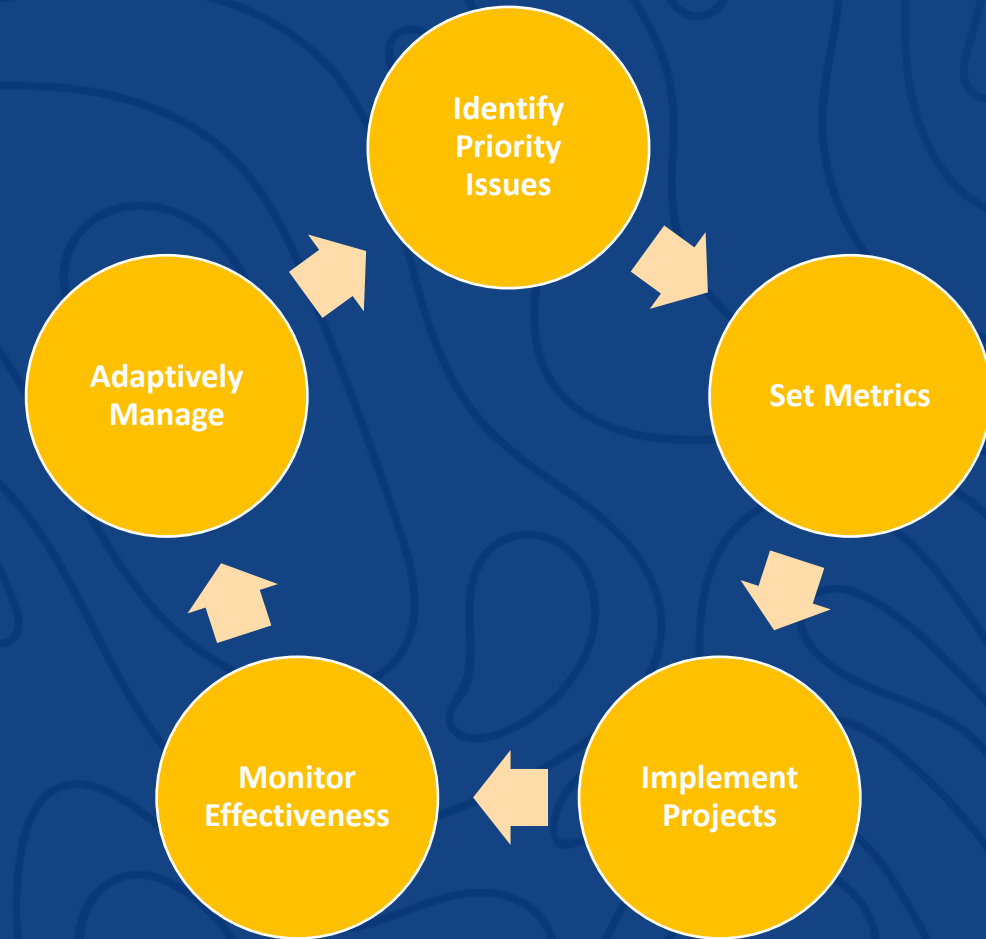 Identify
Priority
Issues
Set Metrics
Implement
Projects
Monitor
Effectiveness
Adaptively
Manage